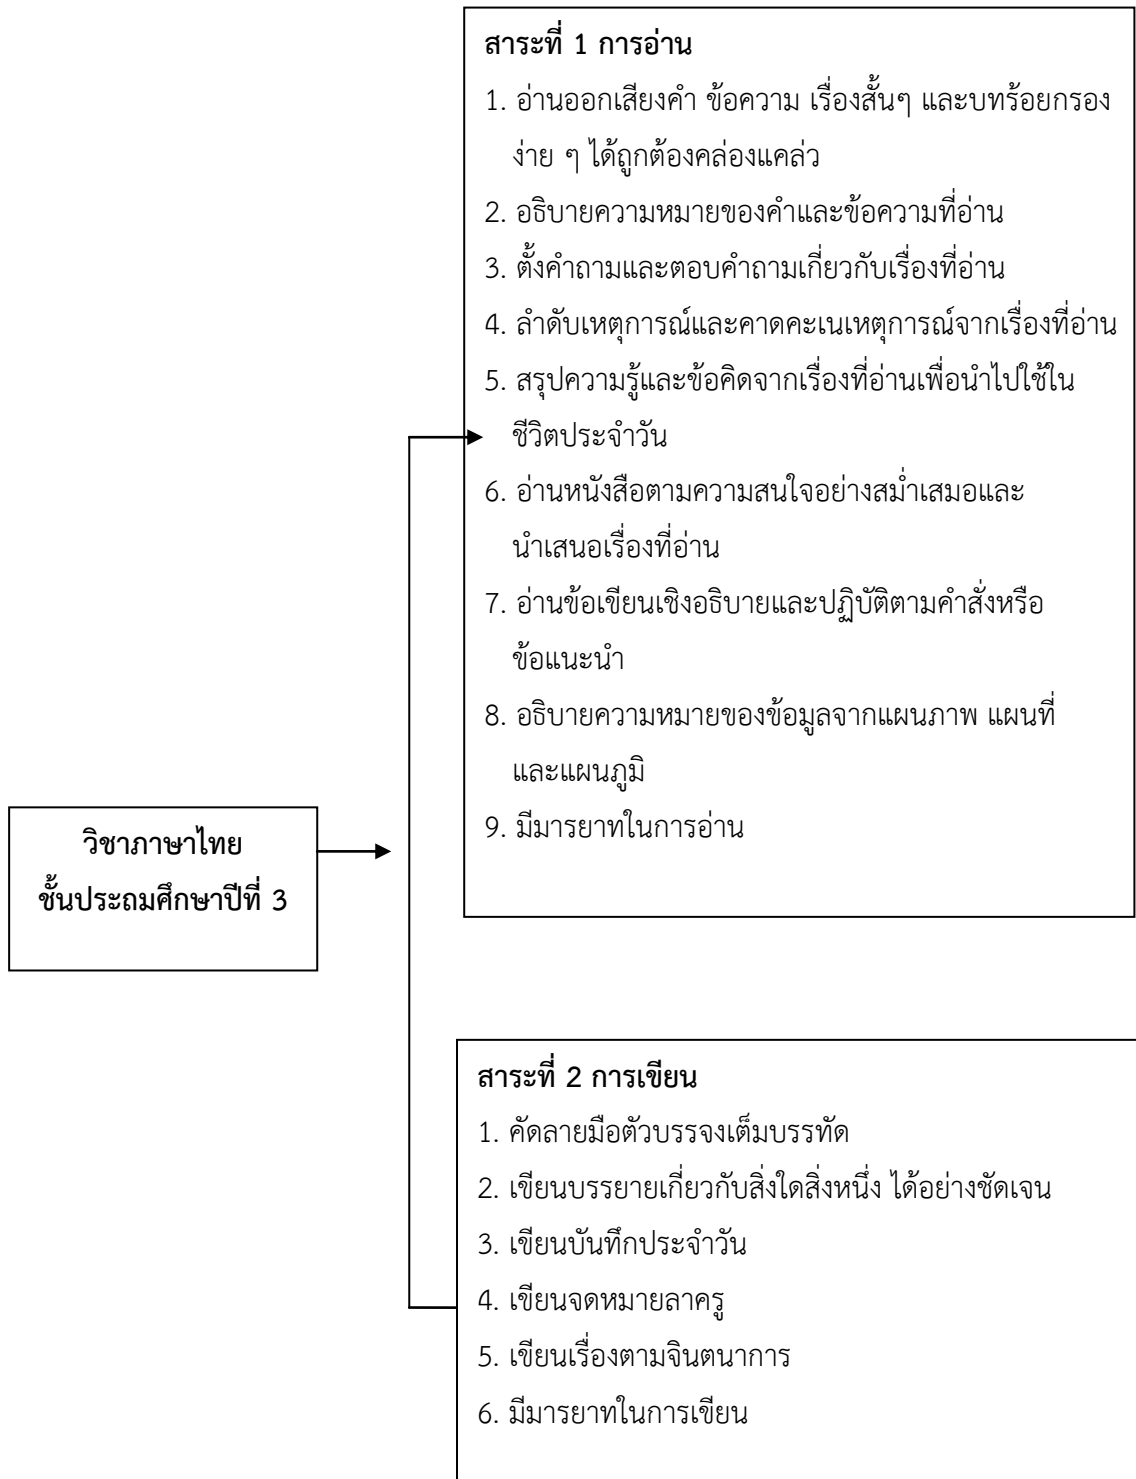 สาระที่ 1 การอ่าน
1. อ่านออกเสียงคำ ข้อความ เรื่องสั้นๆ และบทร้อยกรอง
ง่าย ๆ ได้ถูกต้องคล่องแคล่ว
2. อธิบายความหมายของคำและข้อความที่อ่าน
3. ตั้งคำถามและตอบคำถามเกี่ยวกับเรื่องที่อ่าน
4. ลำดับเหตุการณ์และคาดคะเนเหตุการณ์จากเรื่องที่อ่าน
5. สรุปความรู้และข้อคิดจากเรื่องที่อ่านเพื่อนำไปใช้ใน
ชีวิตประจำวัน
6. อ่านหนังสือตามความสนใจอย่างสม่ำเสมอและ
นำเสนอเรื่องที่อ่าน
7. อ่านข้อเขียนเชิงอธิบายและปฏิบัติตามคำสั่งหรือ
ข้อแนะนำ
8. อธิบายความหมายของข้อมูลจากแผนภาพ แผนที่
และแผนภูมิ
9. มีมารยาทในการอ่าน
วิชาภาษาไทย
ชั้นประถมศึกษาปีที่ 3
สาระที่ 2 การเขียน
1. คัดลายมือตัวบรรจงเต็มบรรทัด
2. เขียนบรรยายเกี่ยวกับสิ่งใดสิ่งหนึ่ง ได้อย่างชัดเจน
3. เขียนบันทึกประจำวัน
4. เขียนจดหมายลาครู
5. เขียนเรื่องตามจินตนาการ
6. มีมารยาทในการเขียน